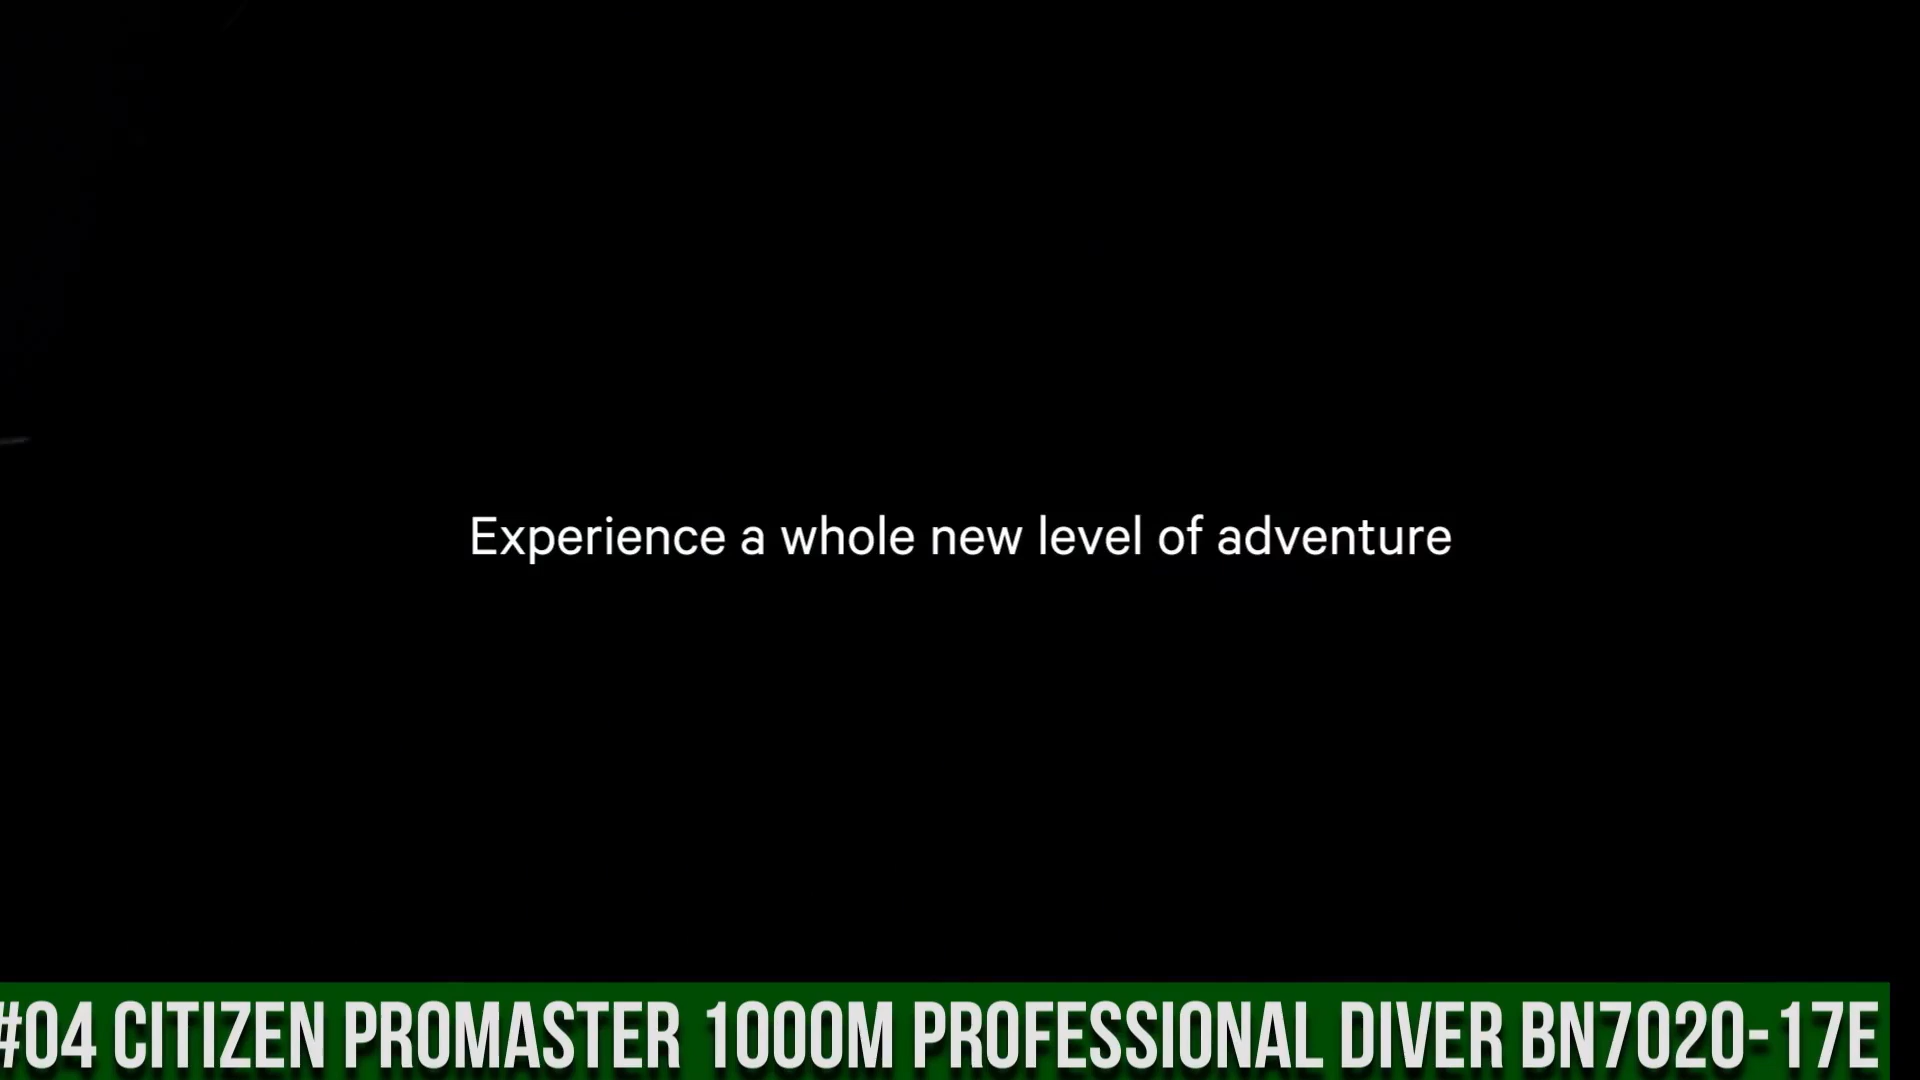 Experience a whole new level of adventure
#04 CITIZEN PROMASTER 1000M PROFESSIONAL DIVER BN7020-17E